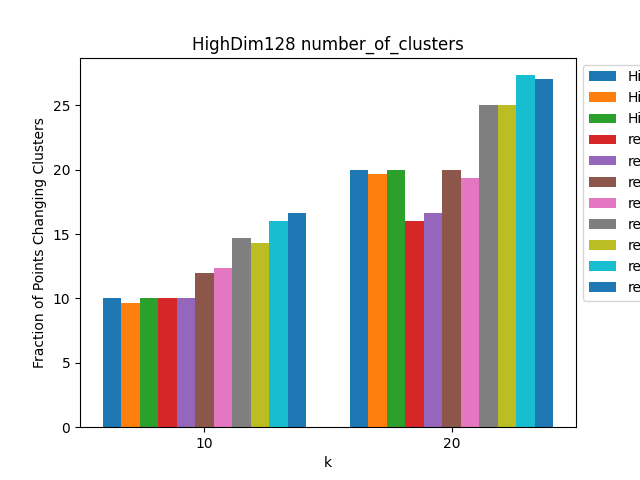 HighDim128 number_of_clusters
Fraction of Points Changing Clusters
25
20
15
10
5
0
10 20
k
Hi
Hi
Hi
re
re
re
re
re
re
re
re